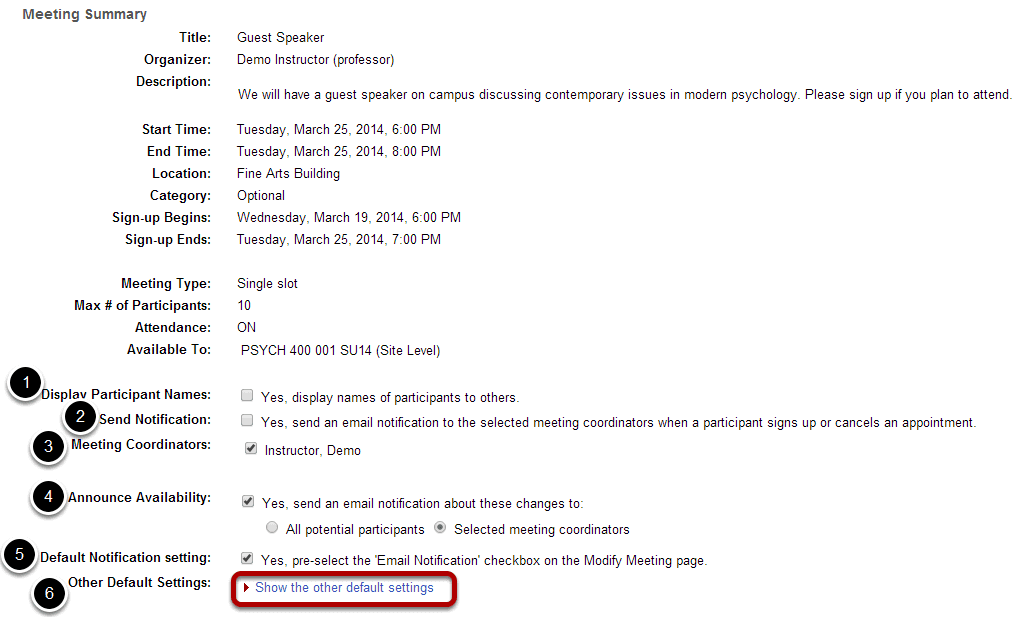 Meeting Summary
Title: Guest Speaker
Organizer: Demo Instructor (professor)
Description:
We will have a guest speaker on campus discussing contemporary issues in modern psychology. Please sign up if you plan to attend.
Start Time: Tuesday, March 25, 2014, 6:00 PM
End Time: Tuesday, March 25, 2014, 8:00 PM
Location: Fine Arts Building
Category: Optional
Sign-up Begins: Wednesday, March 19, 2014, 6:00 PM
Sign-up Ends: Tuesday, March 25, 2014, 7:00 PM
Meeting Type: Single slot
Max # of Participants: 10
Attendance: ON
Available To: PSYCH 400 001 SU14 (Site Level)
1 Display Participant Names: Yes, display names of participants to others.
2 Send Notification: Yes, send an email notification to the selected meeting coordinators when a participant signs up or cancels an appointment.
3 Meeting Coordinators: Instructor, Demo
4 Announce Availability: Yes, send an email notification about these changes to:
All potential participants Selected meeting coordinators
5 Default Notification setting: Yes, pre-select the 'Email Notification' checkbox on the Modify Meeting page.
6 Other Default Settings: Show the other default settings